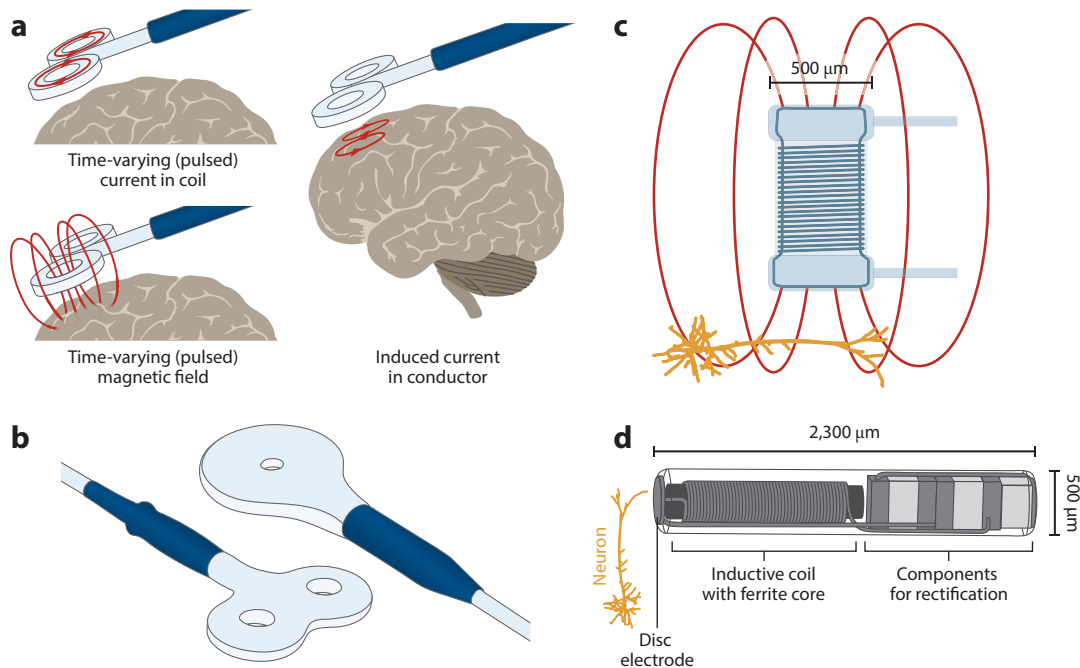 a
Time-varying (pulsed)
current in coil
Time-varying (pulsed)
magnetic field
Induced current
in conductor
b
c
500 μm
d
2,300 μm
500 μm
Neuron
Inductive coil
with ferrite core
Components
for rectification
Disc
electrode